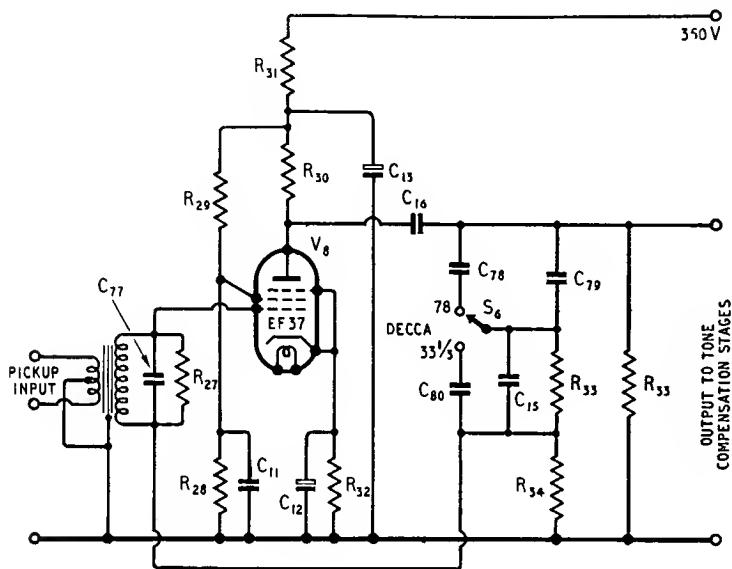 350 V
R31
R30
C13
R29
C16
V8
C77
C78
C79
EF37
78
S6
DECCA
33⅓
PICKUP
INPUT
R27
C80
C15
R33
R33
R28
C11
C12
R32
R34
OUTPUT TO TONE
COMPENSATION STAGES